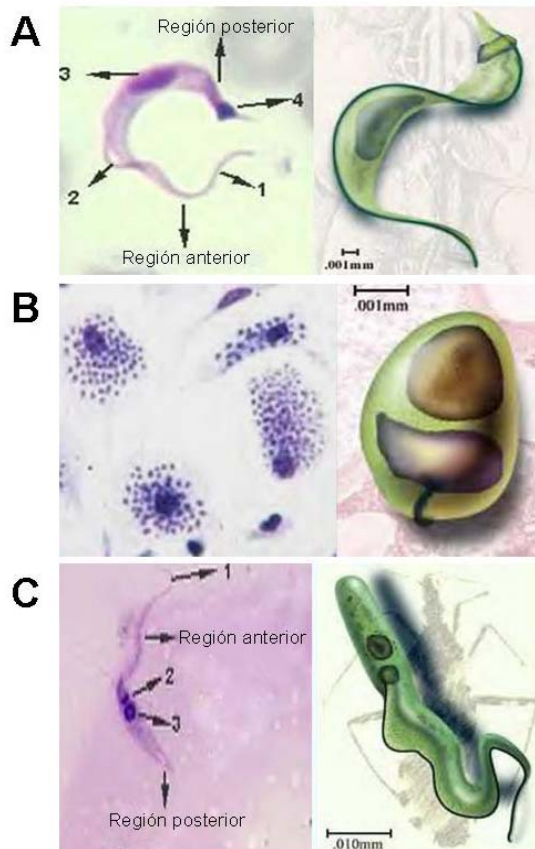 A
Región posterior
3
4
2
1
Región anterior
.001mm
B
.001mm
C
1
Región anterior
2
3
Región posterior
.010mm